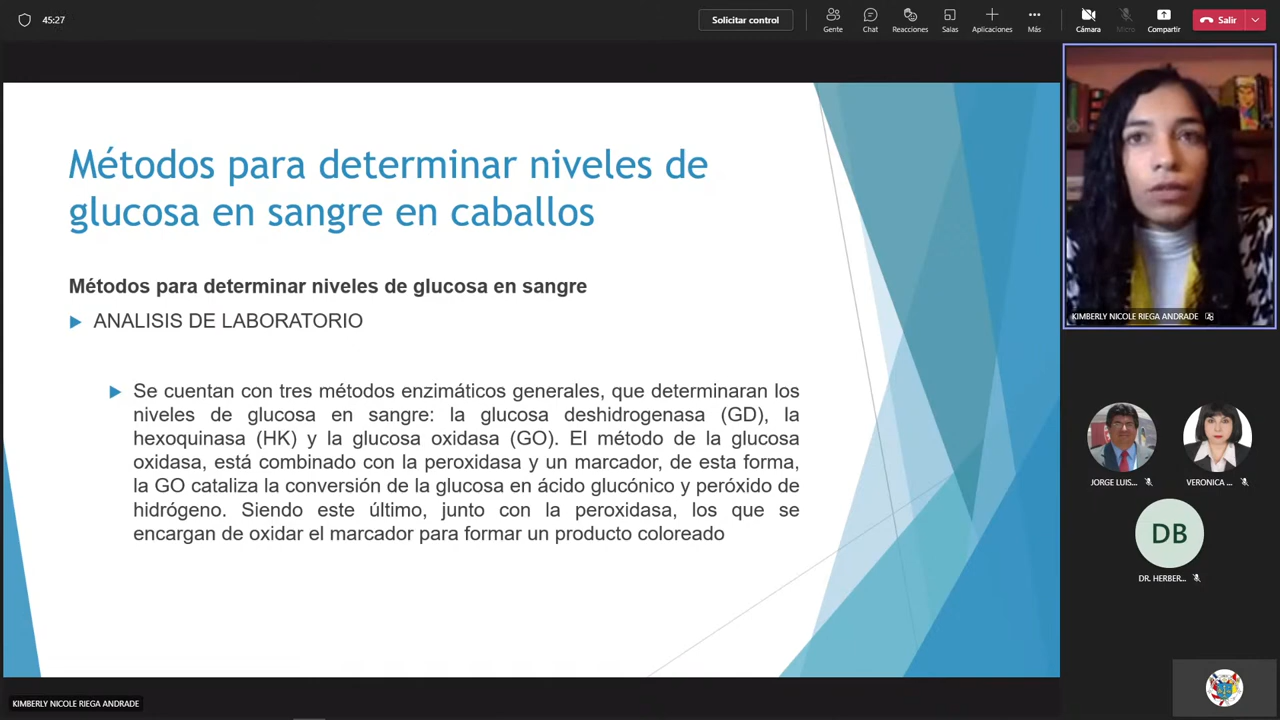 45:27
Solicitar control
Gente
Chat
Reacciones
Salas
Aplicaciones
Más
Cámara
Micro
Compartir
Salir
Métodos para determinar niveles de
glucosa en sangre en caballos
Métodos para determinar niveles de glucosa en sangre
ANALISIS DE LABORATORIO
Se cuentan con tres métodos enzimáticos generales, que determinaran los
niveles de glucosa en sangre: la glucosa deshidrogenasa (GD), la
hexoquinasa (HK) y la glucosa oxidasa (GO). El método de la glucosa
oxidasa, está combinado con la peroxidasa y un marcador, de esta forma,
la GO cataliza la conversión de la glucosa en ácido glucónico y peróxido de
hidrógeno. Siendo este último, junto con la peroxidasa, los que se
encargan de oxidar el marcador para formar un producto coloreado
KIMBERLY NICOLE RIEGA ANDRADE
JORGE LUIS...
VERONICA ...
DB
DR. HERBER...
KIMBERLY NICOLE RIEGA ANDRADE